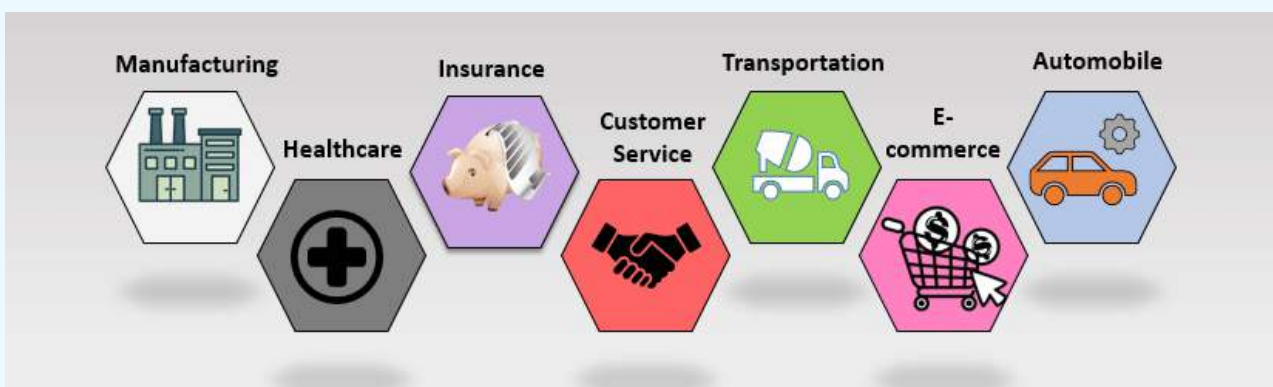 Manufacturing
Healthcare
Insurance
Customer
Service
Transportation
E-
commerce
Automobile